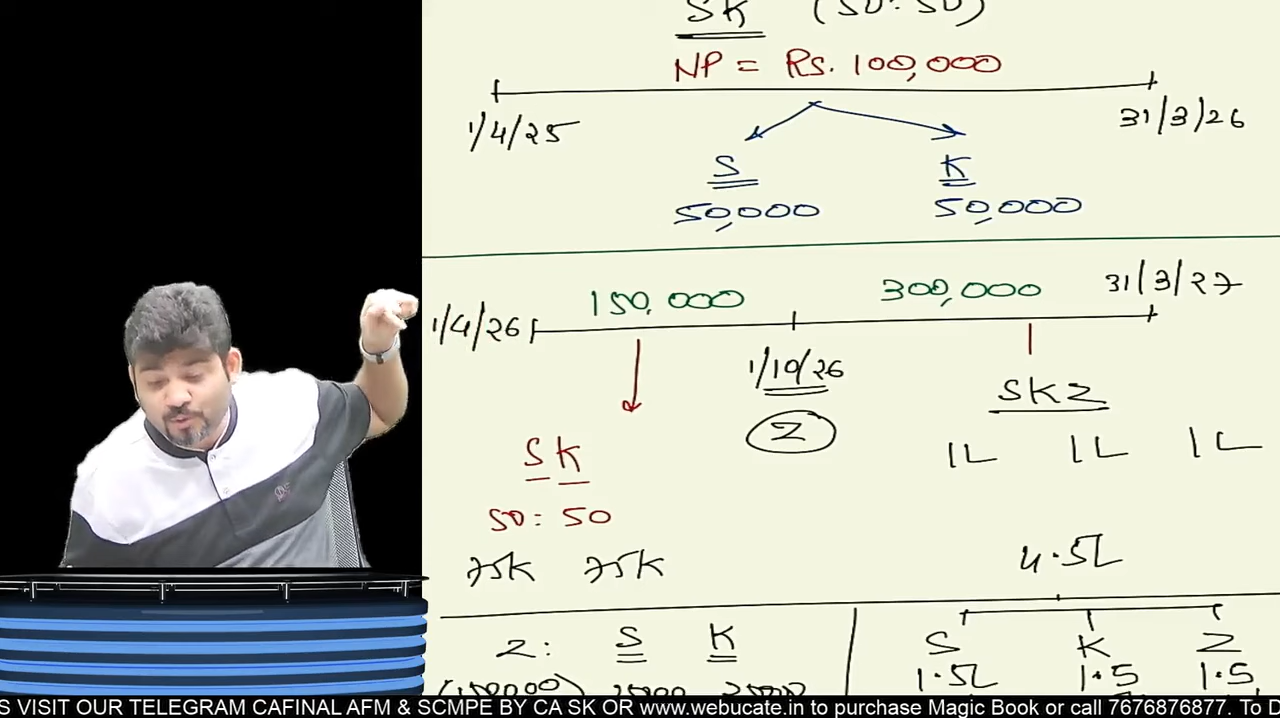 SK (50:50)
NP = Rs. 100,000
1/4/25 31/3/26
S K
50,000 50,000
1/4/26 150,000 300,000 31/3/27
1/10/26
Z
SKZ
1L 1L 1L
SK
50:50
75K 75K
4.5L
Z: S K
S K Z
(150000) 75000 75000
1.5L 1.5 1.5
S VISIT OUR TELEGRAM CAFINAL AFM & SCMPE BY CA SK OR www.webucate.in to purchase Magic Book or call 7676876877. To D